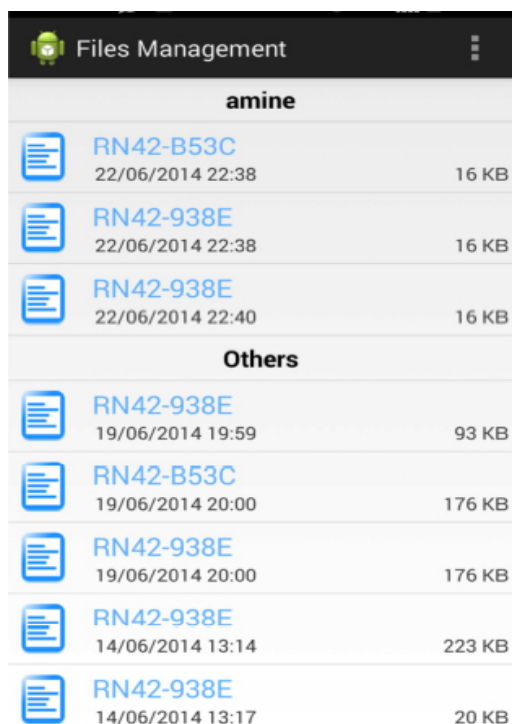 Files Management
amine
RN42-B53C
22/06/2014 22:38 16 KB
RN42-938E
22/06/2014 22:38 16 KB
RN42-938E
22/06/2014 22:40 16 KB
Others
RN42-938E
19/06/2014 19:59 93 KB
RN42-B53C
19/06/2014 20:00 176 KB
RN42-938E
19/06/2014 20:00 176 KB
RN42-938E
14/06/2014 13:14 223 KB
RN42-938E
14/06/2014 13:17 20 KB